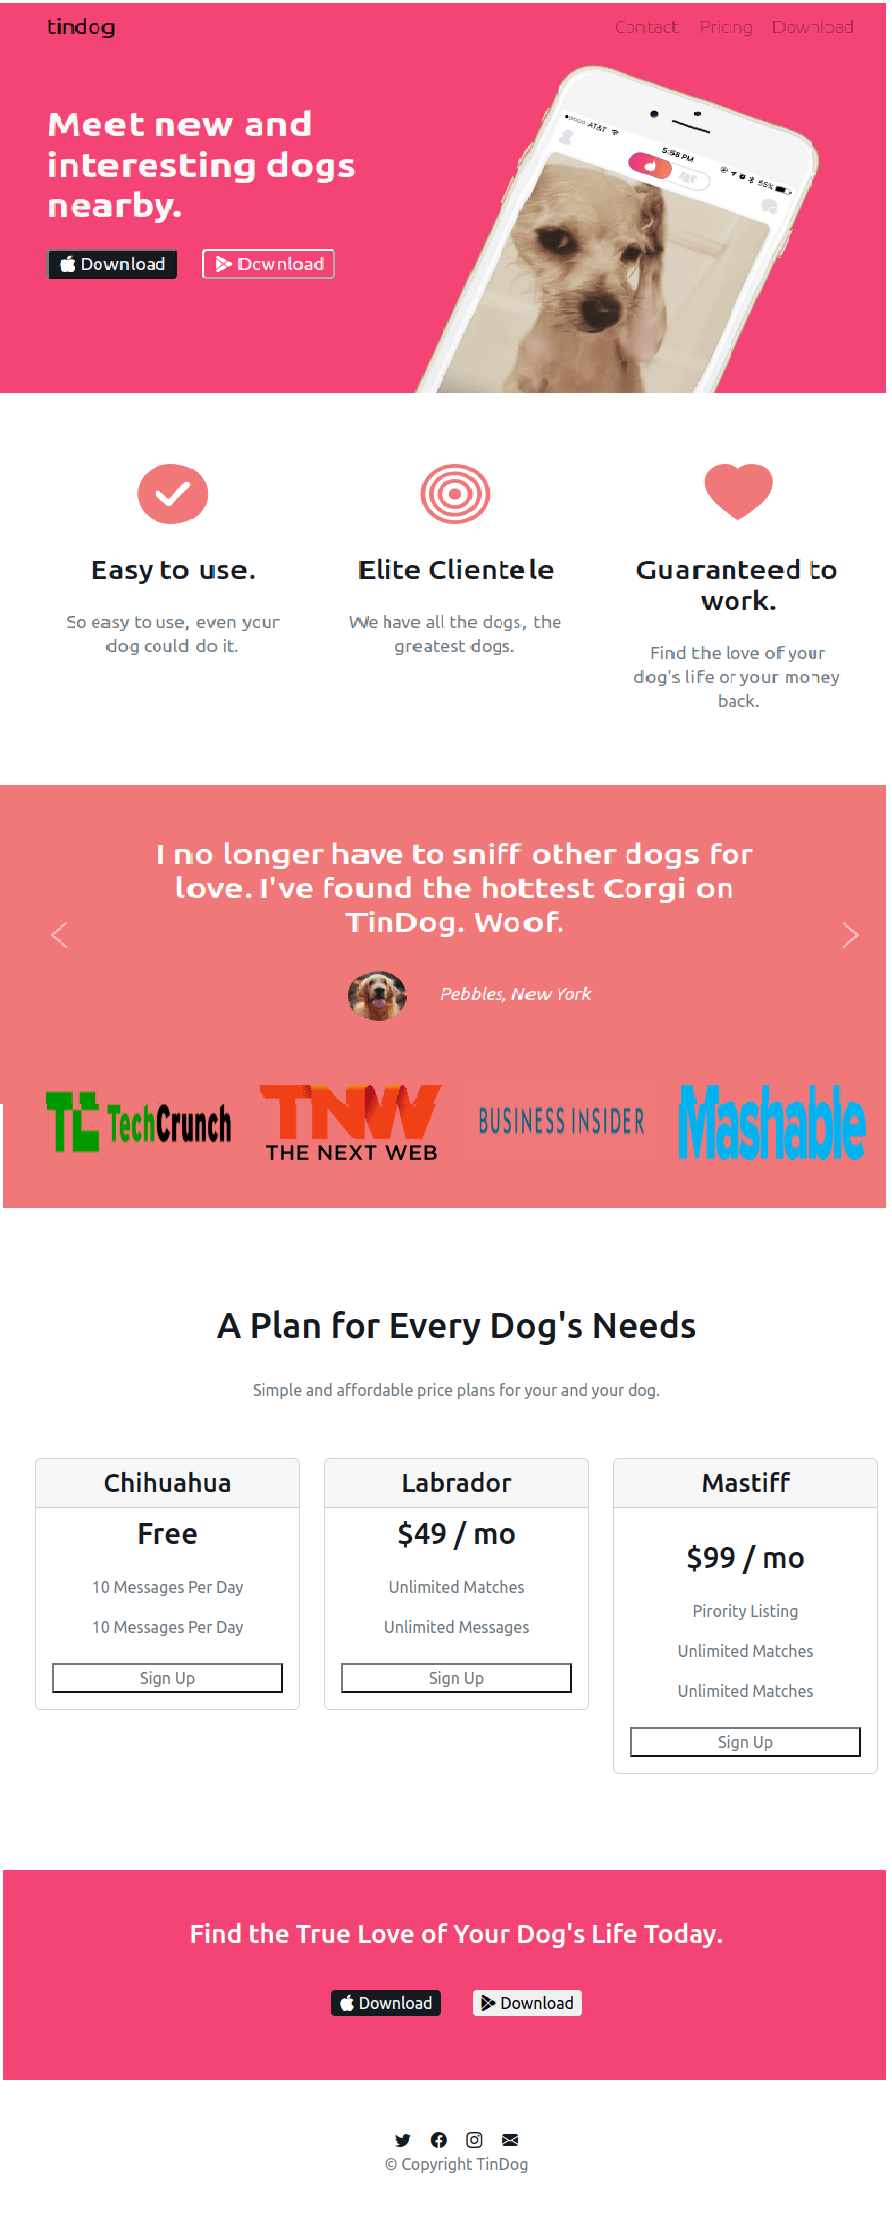 tindog
Contact Pricing Download
Meet new and
interesting dogs
nearby.
Download Download
AT&T
5:58 PM
55%
Easy to use.
So easy to use, even your
dog could do it.
Elite Clientele
We have all the dogs, the
greatest dogs.
Guaranteed to
work.
Find the love of your
dog's life or your money
back.
I no longer have to sniff other dogs for
love. I've found the hottest Corgi on
TinDog. Woof.
Pebbles, New York
TC TechCrunch
TNW
THE NEXT WEB
BUSINESS INSIDER
Mashable
A Plan for Every Dog's Needs
Simple and affordable price plans for your and your dog.
Chihuahua
Free
10 Messages Per Day
10 Messages Per Day
Sign Up
Labrador
$49 / mo
Unlimited Matches
Unlimited Messages
Sign Up
Mastiff
$99 / mo
Pirority Listing
Unlimited Matches
Unlimited Matches
Sign Up
Find the True Love of Your Dog's Life Today.
Download Download
© Copyright TinDog